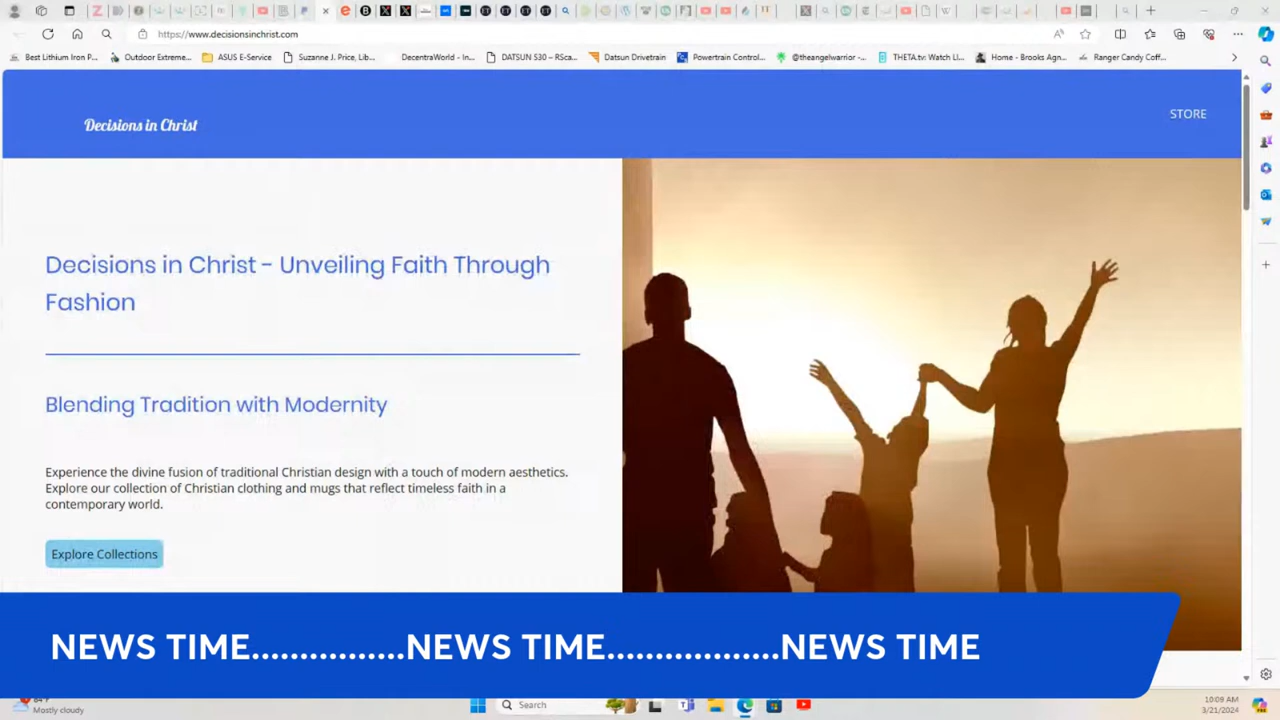 https://www.decisionsinchrist.com
Best Lithium Iron P...
Outdoor Extreme...
ASUS E-Service
Suzanne J. Price, Lib...
DecentraWorld - In...
DATSUN 530 – RSca...
Datsun Drivetrain
Powertrain Control...
@theangelwarrior -...
THETA.tv: Watch Li...
Home - Brooks Agn...
Ranger Candy Coff...
Decisions in Christ
STORE
Decisions in Christ - Unveiling Faith Through
Fashion
Blending Tradition with Modernity
Experience the divine fusion of traditional Christian design with a touch of modern aesthetics.
Explore our collection of Christian clothing and mugs that reflect timeless faith in a
contemporary world.
Explore Collections
NEWS TIME................NEWS TIME.................NEWS TIME
Mostly cloudy
Search
10:09 AM
3/21/2024